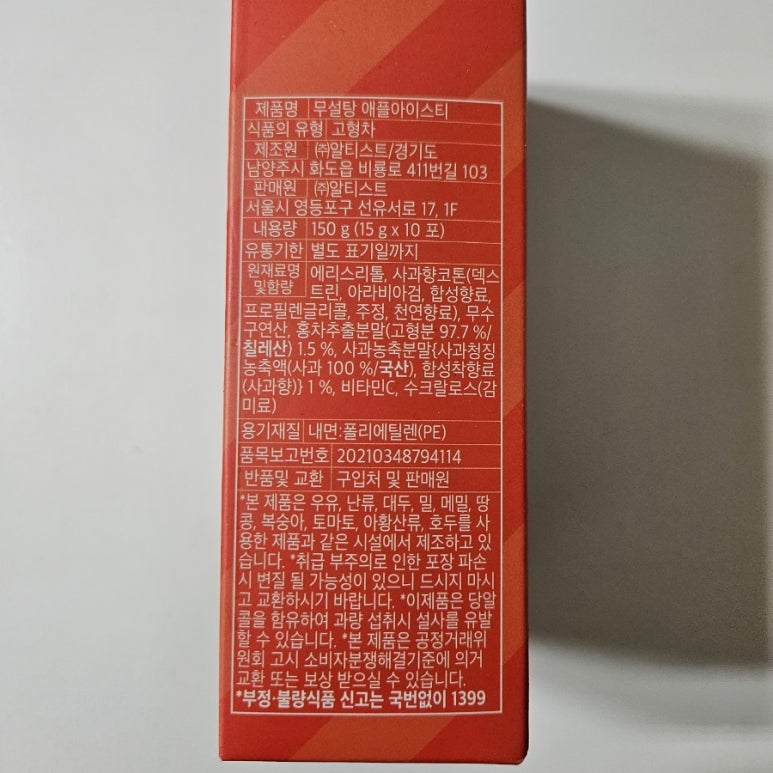 제품명 무설탕 애플아이스티
식품의 유형 고형차
제조원 ㈜알티스트/경기도
남양주시 화도읍 비룡로 411번길 103
판매원 ㈜알티스트
서울시 영등포구 선유서로 17, 1F
내용량 150 g (15 g x 10 포)
유통기한 별도 표기일까지
원재료명 및함량 에리스리톨, 사과향코튼(덱스
트린, 아라비아검, 합성향료,
프로필렌글리콜, 주정, 천연향료), 무수
구연산, 홍차추출분말(고형분 97.7 %/
칠레산) 1.5 %, 사과농축분말{사과청징
농축액(사과 100 %/국산), 합성착향료
(사과향)} 1 %, 비타민C, 수크랄로스(감
미료)
용기재질 내면:폴리에틸렌(PE)
품목보고번호 20210348794114
반품및 교환 구입처 및 판매원
*본 제품은 우유, 난류, 대두, 밀, 메밀, 땅
콩, 복숭아, 토마토, 아황산류, 호두를 사
용한 제품과 같은 시설에서 제조하고 있
습니다. *취급 부주의로 인한 포장 파손
시 변질 될 가능성이 있으니 드시지 마시
고 교환하시기 바랍니다. *이제품은 당알
콜을 함유하여 과량 섭취시 설사를 유발
할 수 있습니다. *본 제품은 공정거래위
원회 고시 소비자분쟁해결기준에 의거
교환 또는 보상 받으실 수 있습니다.
*부정·불량식품 신고는 국번없이 1399